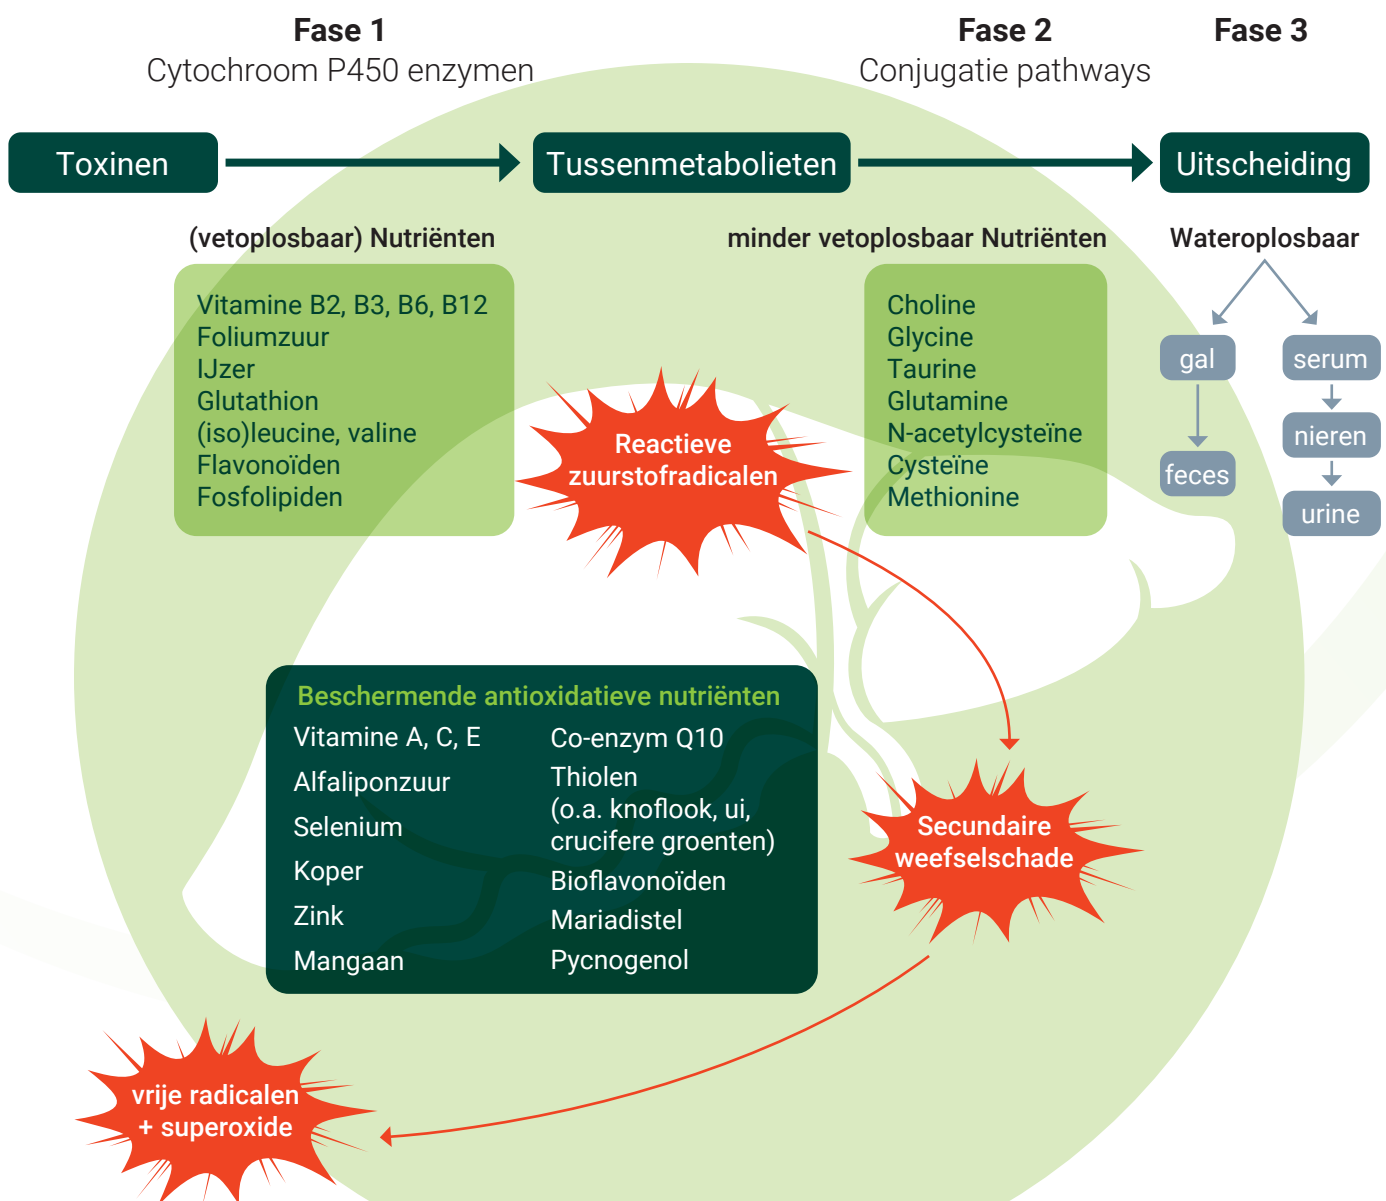 Fase 1
Cytochroom P450 enzymen
Fase 2
Conjugatie pathways
Fase 3
Toxinen
Tussenmetabolieten
Uitscheiding
(vetoplosbaar) Nutriënten
minder vetoplosbaar Nutriënten
Wateroplosbaar
Vitamine B2, B3, B6, B12
Foliumzuur
IJzer
Glutathion
(iso)leucine, valine
Flavonoïden
Fosfolipiden
Reactieve
zuurstofradicalen
Choline
Glycine
Taurine
Glutamine
N-acetylcysteïne
Cysteïne
Methionine
gal
feces
serum
nieren
urine
Beschermende antioxidatieve nutriënten
Vitamine A, C, E
Alfaliponzuur
Selenium
Koper
Zink
Mangaan
Co-enzym Q10
Thiolen
(o.a. knoflook, ui,
crucifere groenten)
Bioflavonoïden
Mariadistel
Pycnogenol
Secundaire
weefselschade
vrije radicalen
+ superoxide